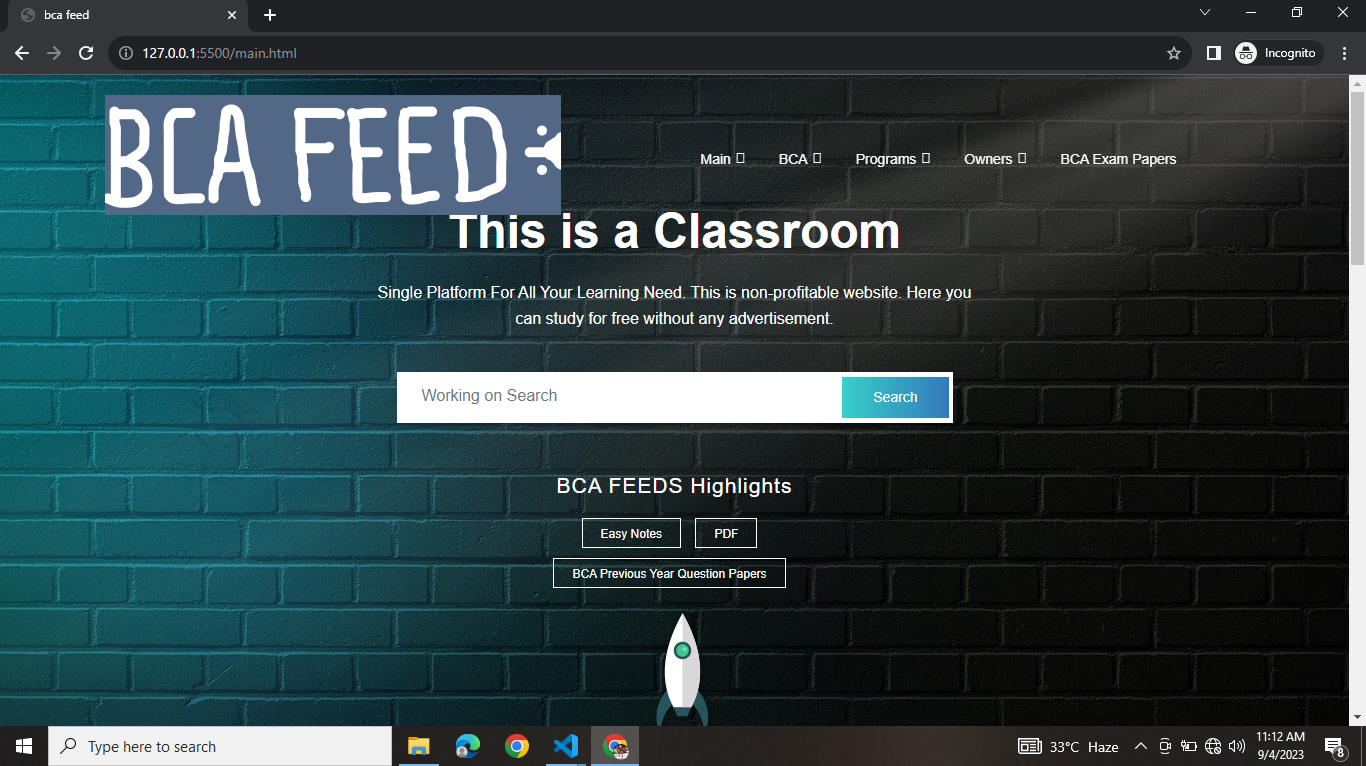 bca feed
127.0.0.1:5500/main.html
Incognito
BCA FEED
Main BCA Programs Owners BCA Exam Papers
This is a Classroom
Single Platform For All Your Learning Need. This is non-profitable website. Here you
can study for free without any advertisement.
Working on Search
Search
BCA FEEDS Highlights
Easy Notes PDF
BCA Previous Year Question Papers
Type here to search
33°C Haze
11:12 AM
9/4/2023
8